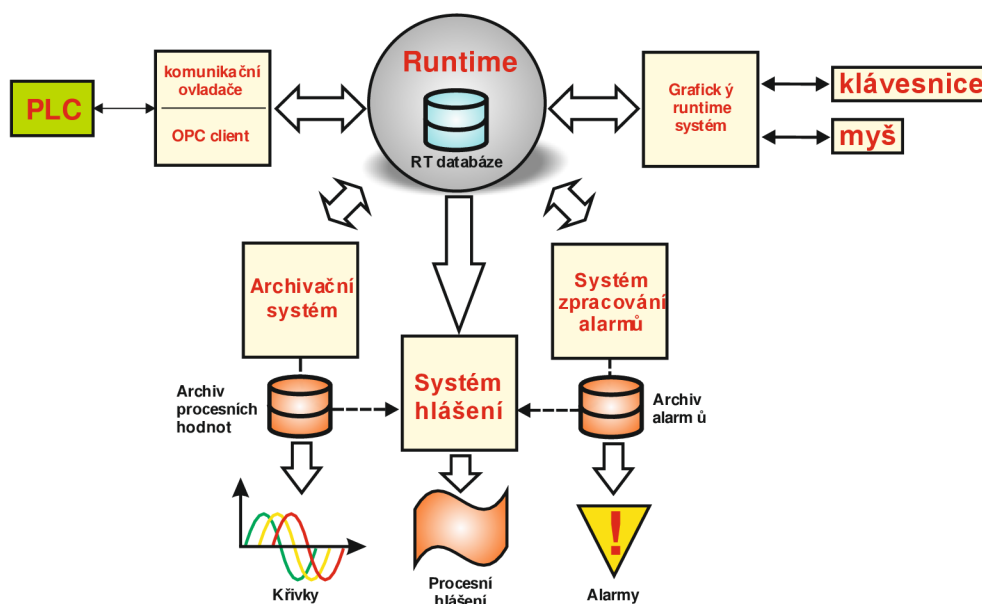 Runtime
RT databáze
PLC
komunikační
ovladače
OPC client
Grafick ý
runtime
systém
klávesnice
myš
Archivační
systém
Systém
zpracování
alarmů
Systém
hlášení
Archiv
procesních
hodnot
Archiv
alarm ů
!
Křivky
Procesní
hlášení
Alarmy